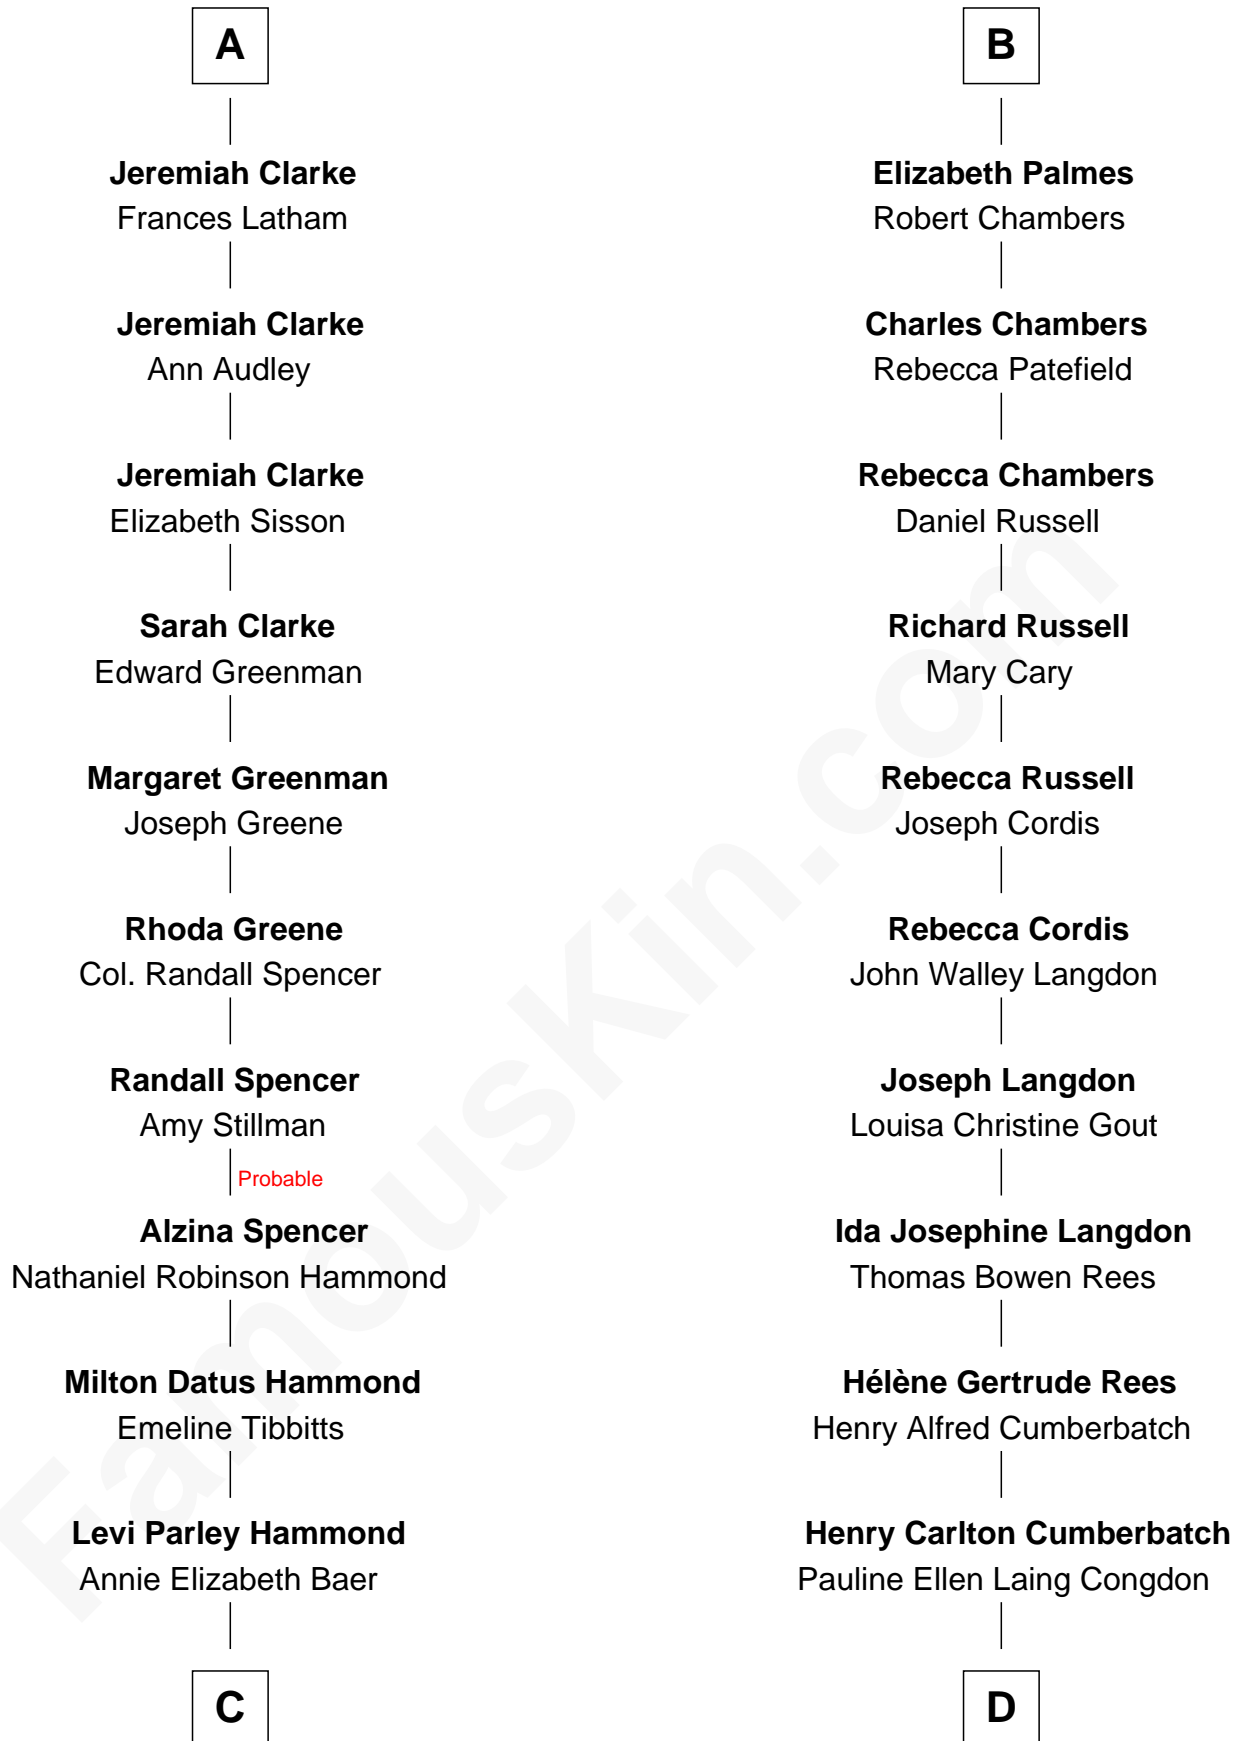 A
Jeremiah Clarke
Frances Latham
Jeremiah Clarke
Ann Audley
Jeremiah Clarke
Elizabeth Sisson
Sarah Clarke
Edward Greenman
Margaret Greenman
Joseph Greene
Rhoda Greene
Col. Randall Spencer
Randall Spencer
Amy Stillman
Probable
Alzina Spencer
Nathaniel Robinson Hammond
Milton Datus Hammond
Emeline Tibbitts
Levi Parley Hammond
Annie Elizabeth Baer
C
B
Elizabeth Palmes
Robert Chambers
Charles Chambers
Rebecca Patefield
Rebecca Chambers
Daniel Russell
Richard Russell
Mary Cary
Rebecca Russell
Joseph Cordis
Rebecca Cordis
John Walley Langdon
Joseph Langdon
Louisa Christine Gout
Ida Josephine Langdon
Thomas Bowen Rees
Hélène Gertrude Rees
Henry Alfred Cumberbatch
Henry Carlton Cumberbatch
Pauline Ellen Laing Congdon
D
FamousKin.com